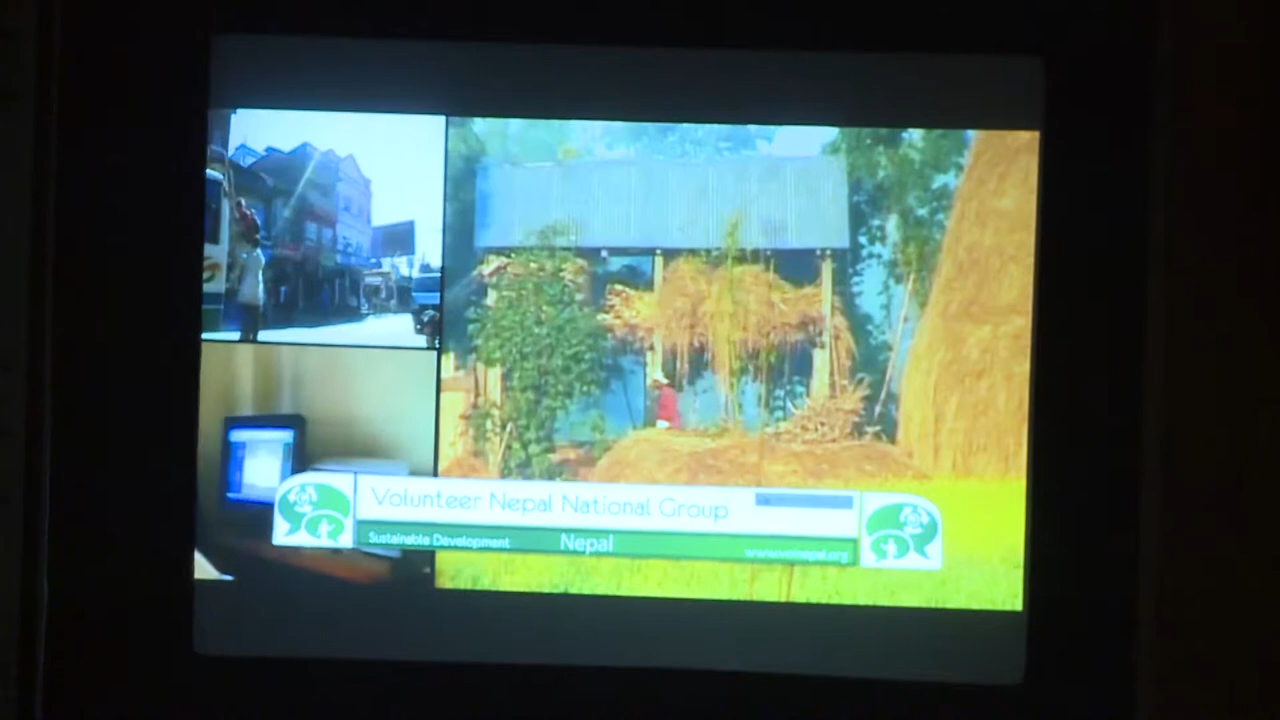 Volunteer Nepal National Group
Sustainable Development
Nepal
www.volnepal.org